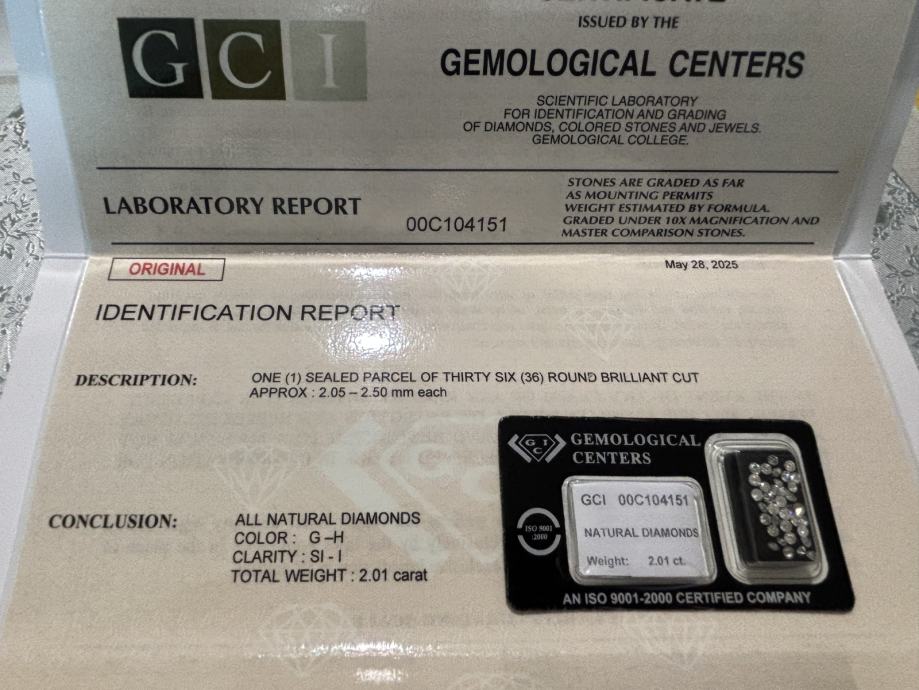 CERTIFICATE
ISSUED BY THE
GCI
GEMOLOGICAL CENTERS
SCIENTIFIC LABORATORY
FOR IDENTIFICATION AND GRADING
OF DIAMONDS, COLORED STONES AND JEWELS.
GEMOLOGICAL COLLEGE.
LABORATORY REPORT
00C104151
STONES ARE GRADED AS FAR
AS MOUNTING PERMITS
WEIGHT ESTIMATED BY FORMULA.
GRADED UNDER 10X MAGNIFICATION AND
MASTER COMPARISON STONES.
ORIGINAL
May 28, 2025
IDENTIFICATION REPORT
DESCRIPTION:
ONE (1) SEALED PARCEL OF THIRTY SIX (36) ROUND BRILLIANT CUT
APPROX : 2.05 – 2.50 mm each
CONCLUSION:
ALL NATURAL DIAMONDS
COLOR : G –H
CLARITY : SI - I
TOTAL WEIGHT : 2.01 carat
G I
C
GEMOLOGICAL
CENTERS
GCI 00C104151
NATURAL DIAMONDS
Weight: 2.01 ct.
ISO 9001
:2000
AN ISO 9001-2000 CERTIFIED COMPANY